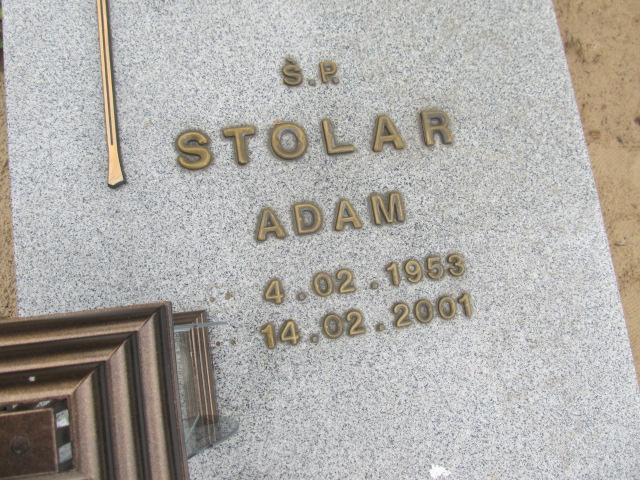 Ś.P.
STOLAR
ADAM
4.02.1953
14.02.2001